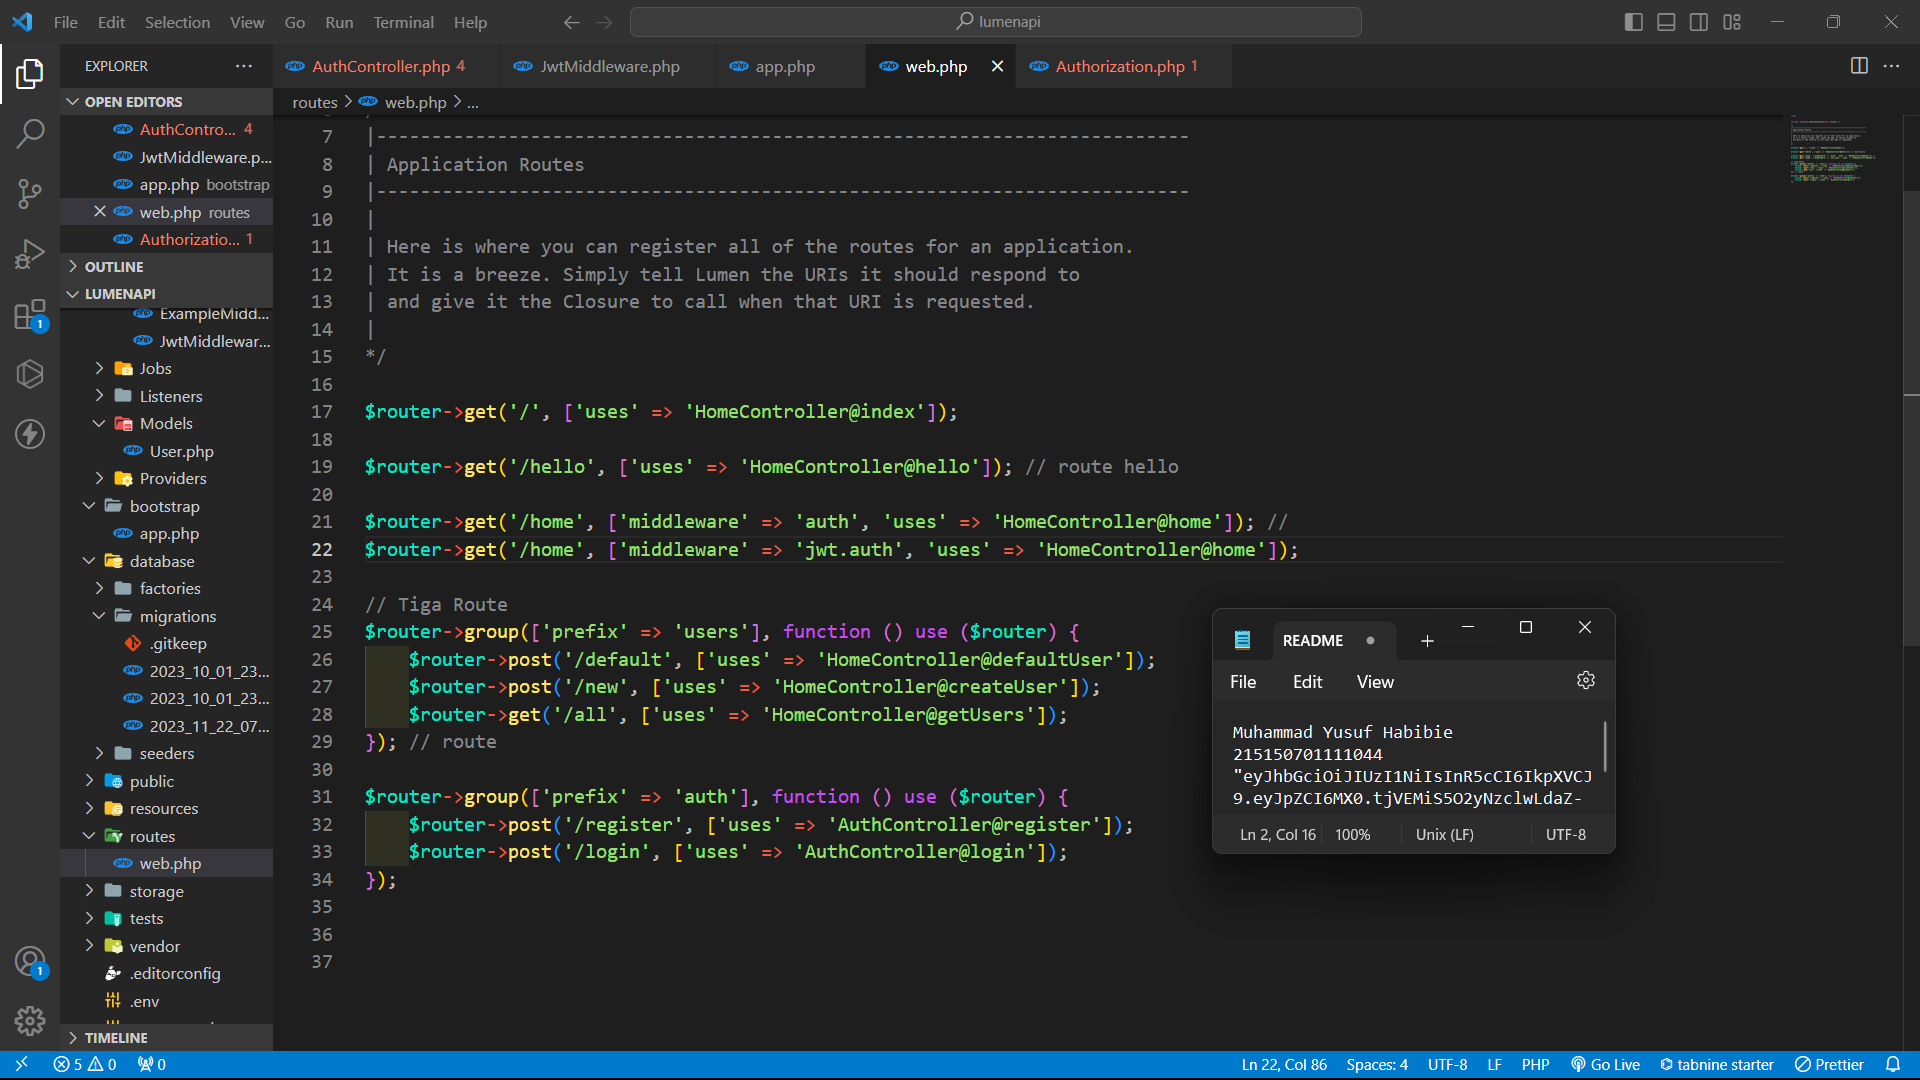 File Edit Selection View Go Run Terminal Help
lumenapi
EXPLORER
AuthController.php 4
JwtMiddleware.php
app.php
web.php
Authorization.php 1
OPEN EDITORS
AuthContro... 4
JwtMiddleware.p...
app.php bootstrap
web.php routes
Authorizatio... 1
OUTLINE
LUMENAPI
ExampleMidd...
JwtMiddlewar...
Jobs
Listeners
Models
User.php
Providers
bootstrap
app.php
database
factories
migrations
.gitkeep
2023_10_01_23...
2023_10_01_23...
2023_11_22_07...
seeders
public
resources
routes
web.php
storage
tests
vendor
.editorconfig
.env
TIMELINE
routes > web.php > ...
7 |--------------------------------------------------------------------------
8 | Application Routes
9 |--------------------------------------------------------------------------
10 |
11 | Here is where you can register all of the routes for an application.
12 | It is a breeze. Simply tell Lumen the URIs it should respond to
13 | and give it the Closure to call when that URI is requested.
14 |
15 */
16
17 $router->get('/', ['uses' => 'HomeController@index']);
18
19 $router->get('/hello', ['uses' => 'HomeController@hello']); // route hello
20
21 $router->get('/home', ['middleware' => 'auth', 'uses' => 'HomeController@home']); //
22 $router->get('/home', ['middleware' => 'jwt.auth', 'uses' => 'HomeController@home']);
23
24 // Tiga Route
25 $router->group(['prefix' => 'users'], function () use ($router) {
26 $router->post('/default', ['uses' => 'HomeController@defaultUser']);
27 $router->post('/new', ['uses' => 'HomeController@createUser']);
28 $router->get('/all', ['uses' => 'HomeController@getUsers']);
29 }); // route
30
31 $router->group(['prefix' => 'auth'], function () use ($router) {
32 $router->post('/register', ['uses' => 'AuthController@register']);
33 $router->post('/login', ['uses' => 'AuthController@login']);
34 });
35
36
37
README
File Edit View
Muhammad Yusuf Habibie
215150701111044
"eyJhbGciOiJIUzI1NiIsInR5cCI6IkpXVCJ
9.eyJpZCI6MX0.tjVEMiS5O2yNzclwLdaZ-
Ln 2, Col 16 100% Unix (LF) UTF-8
1
1
5 0 0
Ln 22, Col 86 Spaces: 4 UTF-8 LF PHP Go Live tabnine starter Prettier